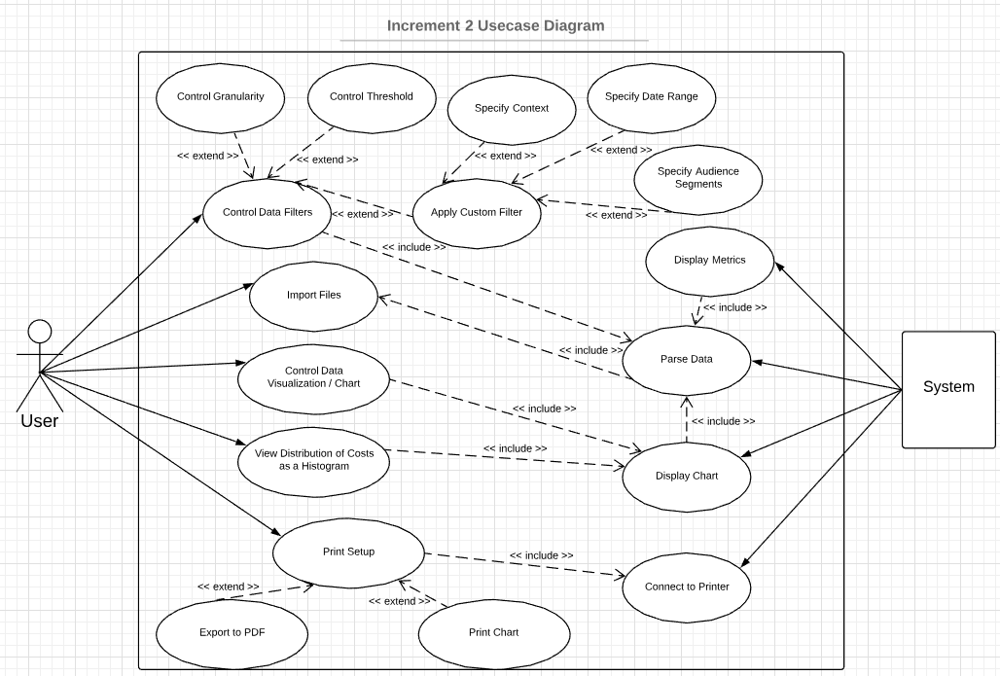 Increment 2 Usecase Diagram
Control Granularity
Control Threshold
Specify Context
Specify Date Range
<< extend >>
<< extend >>
<< extend >>
<< extend >>
Specify Audience
Segments
Control Data Filters
<< extend >>
Apply Custom Filter
<< extend >>
<< include >>
Display Metrics
Import Files
<< include >>
<< include >>
Parse Data
Control Data
Visualization / Chart
System
<< include >>
User
<< include >>
View Distribution of Costs
as a Histogram
<< include >>
Display Chart
Print Setup
<< include >>
Connect to Printer
<< extend >>
<< extend >>
Export to PDF
Print Chart